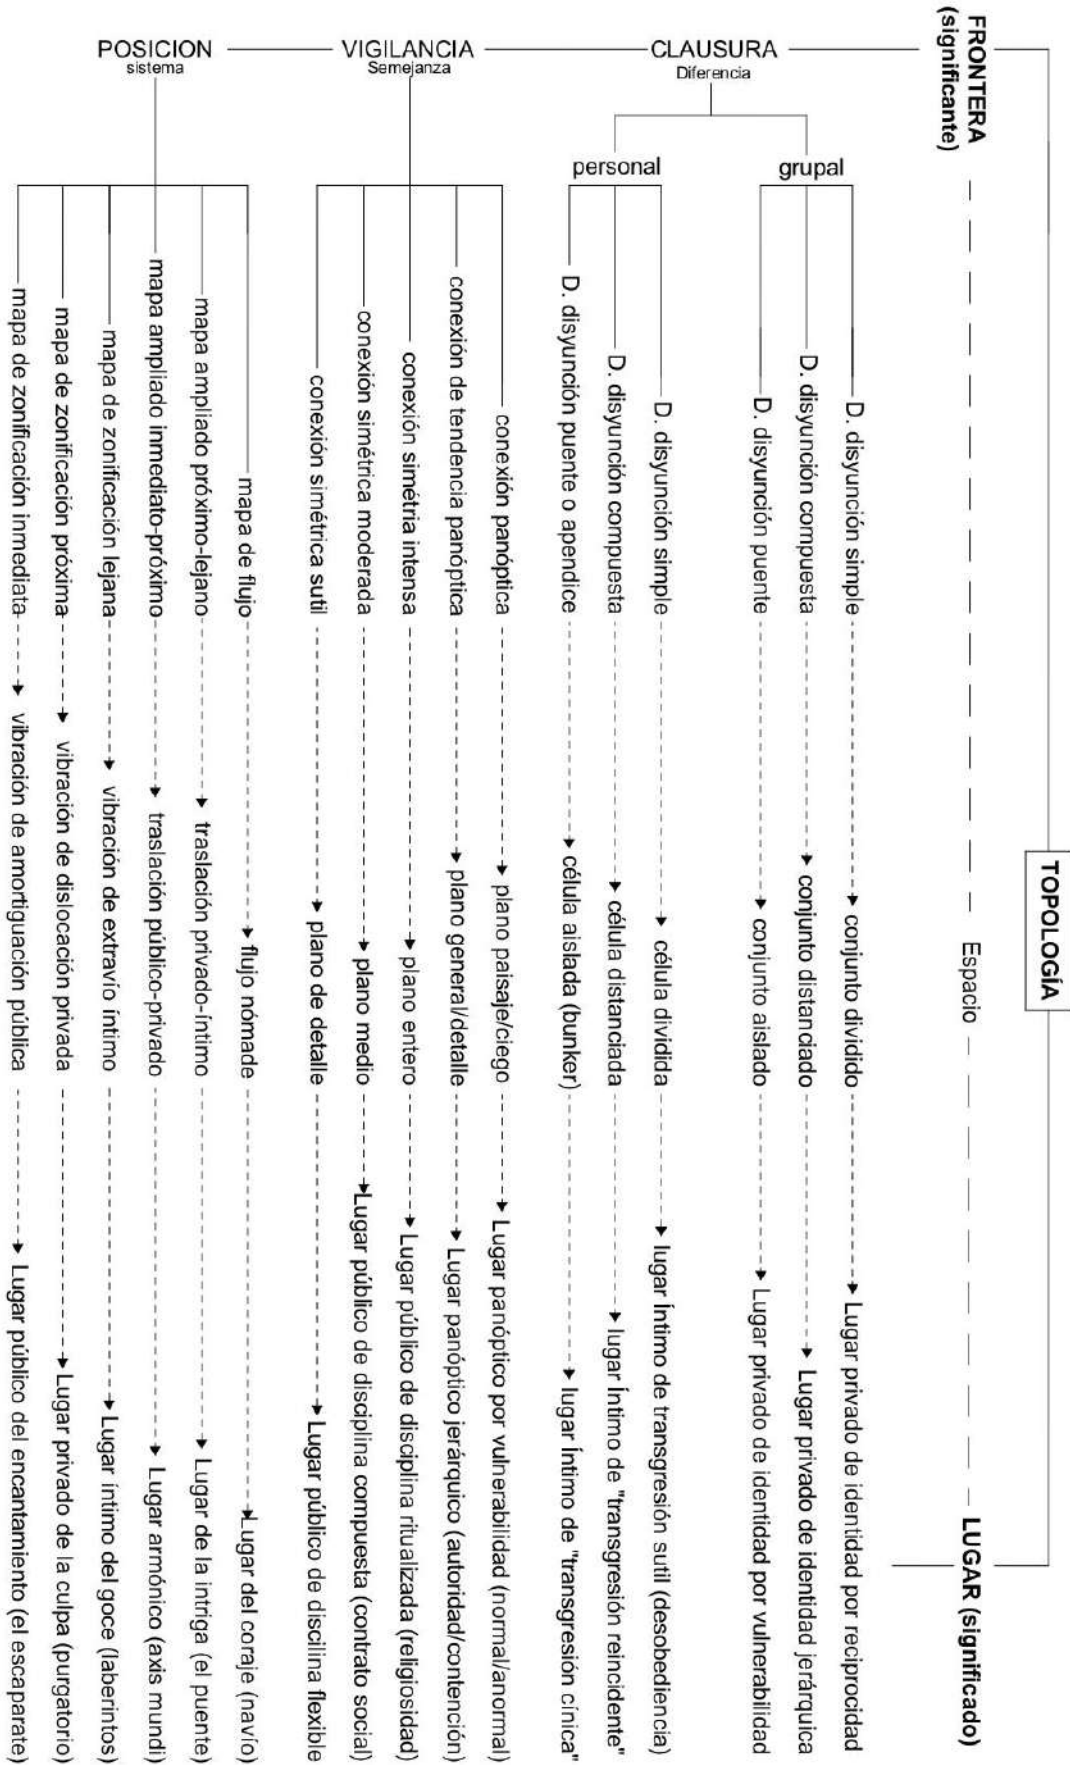 TOPOLOGÍA
FRONTERA
(significante)
Espacio
LUGAR (significado)
CLAUSURA
Diferencia
grupal
D. disyunción simple
conjunto dividido
Lugar privado de identidad por reciprocidad
D. disyunción compuesta
conjunto distanciado
Lugar privado de identidad jerárquica
D. disyunción puente
conjunto aislado
Lugar privado de identidad por vulnerabilidad
personal
D. disyunción simple
célula dividida
lugar Íntimo de transgresión sutil (desobediencia)
D. disyunción compuesta
célula distanciada
lugar Íntimo de "transgresión reincidente"
D. disyunción puente o apendice
célula aislada (bunker)
lugar Íntimo de "transgresión cínica"
VIGILANCIA
Semejanza
conexión panóptica
plano paisaje/ciego
Lugar panóptico por vulnerabilidad (normal/anormal)
conexión de tendencia panóptica
plano general/detalle
Lugar panóptico jerárquico (autoridad/contención)
conexión simétria intensa
plano entero
Lugar público de disciplina ritualizada (religiosidad)
conexión simétrica moderada
plano medio
Lugar público de disciplina compuesta (contrato social)
conexión simétrica sutil
plano de detalle
Lugar público de discilina flexible
POSICION
sistema
mapa de flujo
flujo nómade
Lugar del coraje (navío)
mapa ampliado próximo-lejano
traslación privado-íntimo
Lugar de la intriga (el puente)
mapa ampliado inmediato-próximo
traslación público-privado
Lugar armónico (axis mundi)
mapa de zonificación lejana
vibración de extravío íntimo
Lugar íntimo del goce (laberintos)
mapa de zonificación próxima
vibración de dislocación privada
Lugar privado de la culpa (purgatorio)
mapa de zonificación inmediata
vibración de amortiguación pública
Lugar público del encantamiento (el escaparate)